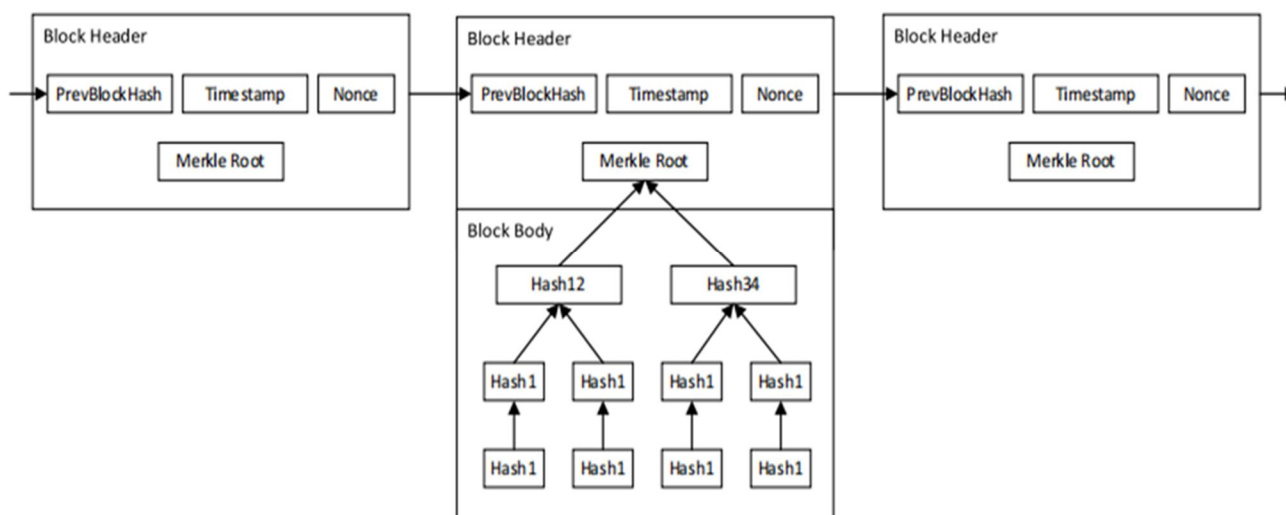 Block Header
PrevBlockHash Timestamp Nonce
Merkle Root
Block Header
PrevBlockHash Timestamp Nonce
Merkle Root
Block Body
Hash12 Hash34
Hash1 Hash1 Hash1 Hash1
Hash1 Hash1 Hash1 Hash1
Block Header
PrevBlockHash Timestamp Nonce
Merkle Root